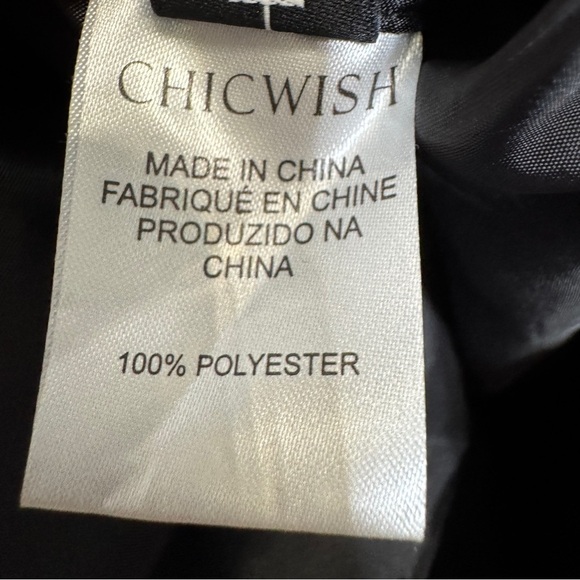 CHICWISH
MADE IN CHINA
FABRIQUÉ EN CHINE
PRODUZIDO NA
CHINA
100% POLYESTER